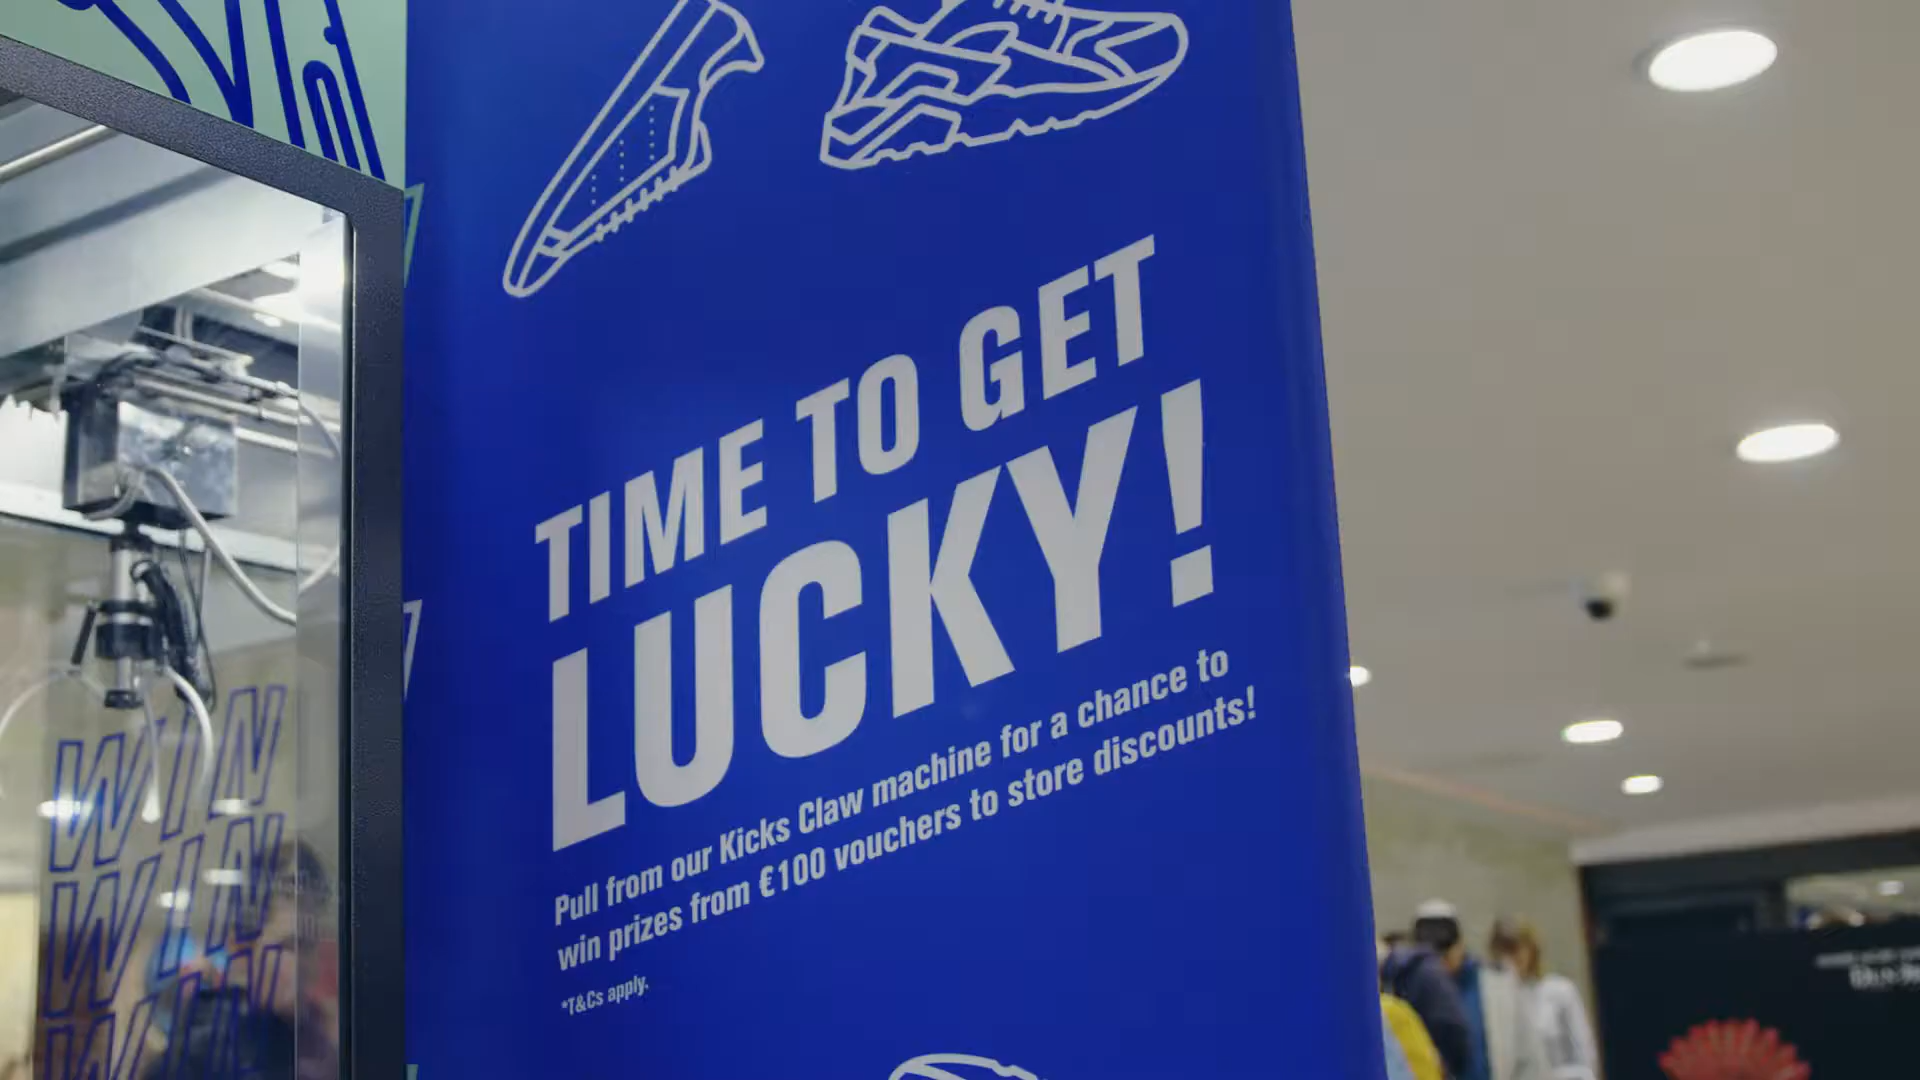 TIME TO GET
LUCKY!
Pull from our Kicks Claw machine for a chance to
win prizes from €100 vouchers to store discounts!
*T&Cs apply.
WIN
WIN
WIN